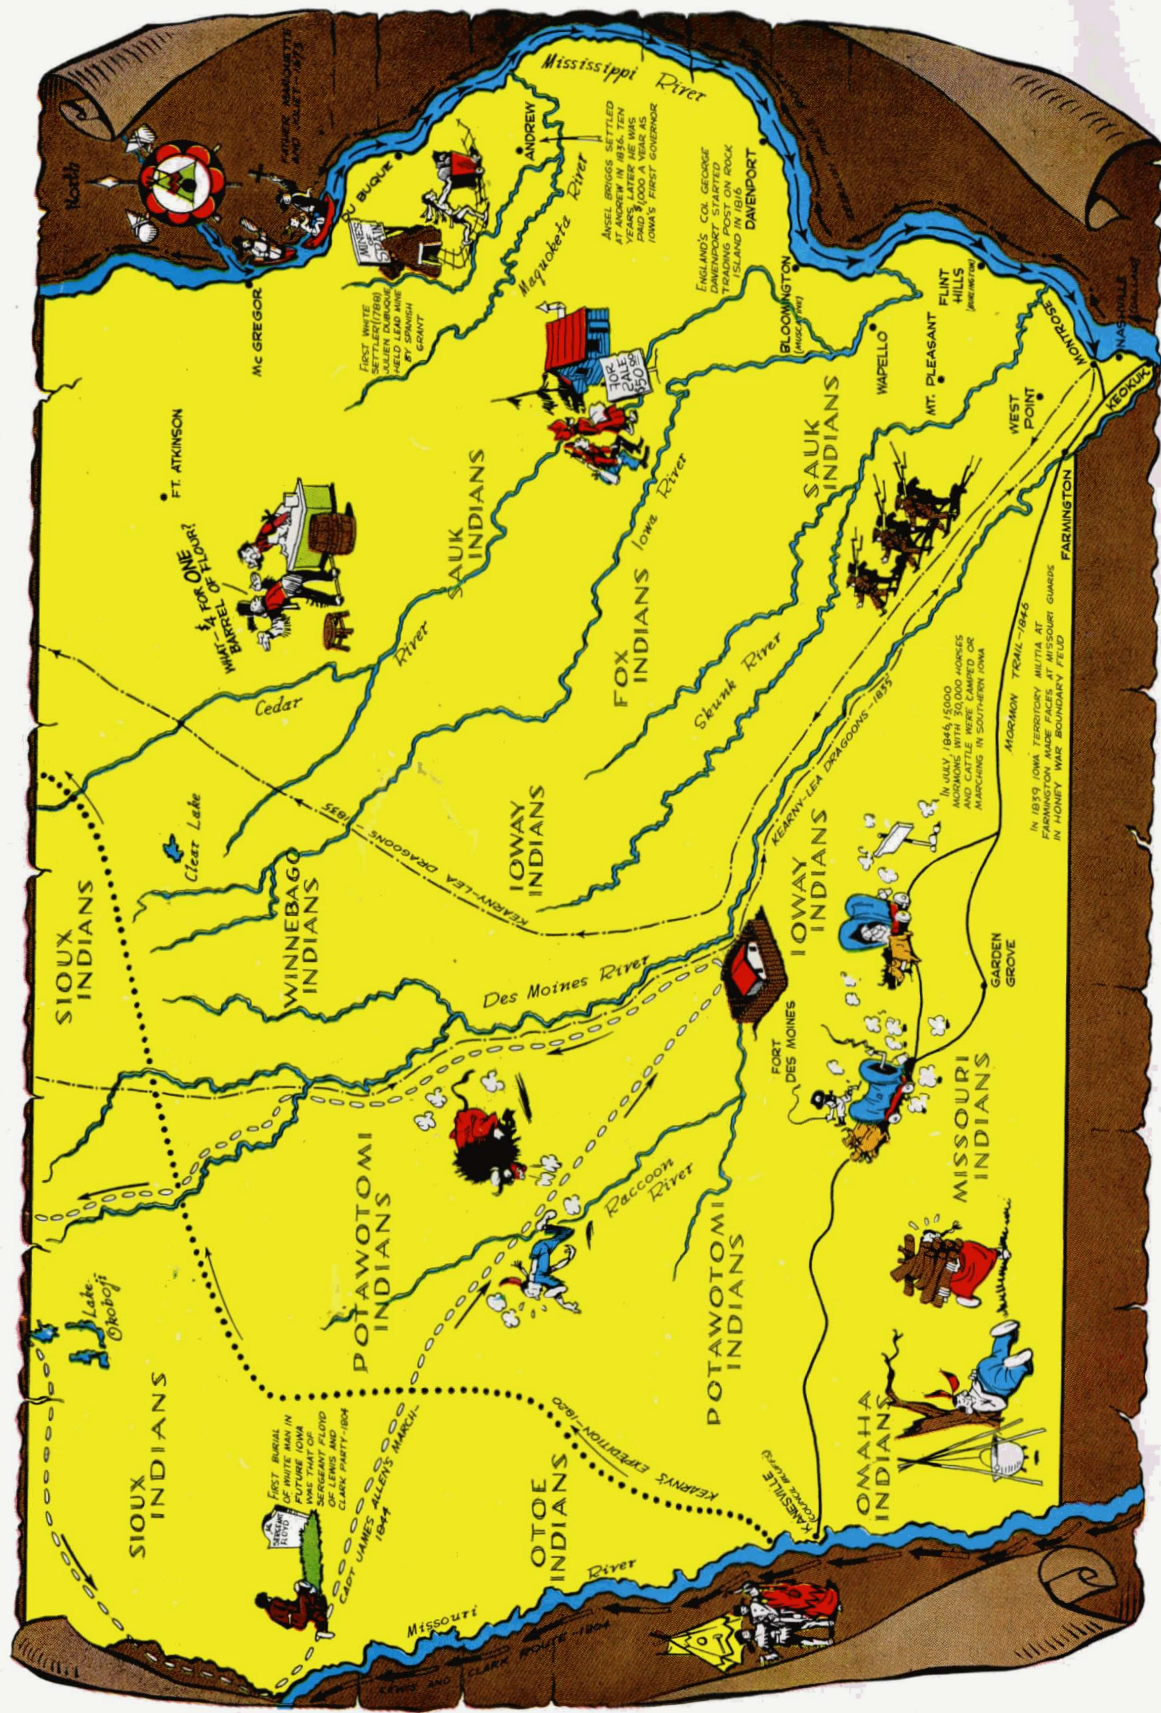 North
FATHER MARQUETTE
AND JOLIET-1673
Mississippi
River
Mc GREGOR
DUBUQUE
MINES
OF
SPAIN
FIRST WHITE
SETTLER (1788)
JULIEN DUBUQUE
HELD LEAD MINE
BY SPANISH
GRANT
ANDREW
Maquoketa River
ANSEL BRIGGS SETTLED
AT ANDREW IN 1836. TEN
YEARS LATER HE WAS
PAID $1,000 A YEAR AS
IOWA'S FIRST GOVERNOR
ENGLAND'S COL GEORGE
DAVENPORT STARTED
TRADING POST ON ROCK
ISLAND IN 1816
DAVENPORT
FT. ATKINSON
WHAT-$4 FOR ONE
BARREL OF FLOUR?
SAUK
INDIANS
FOR
SALE
$50.00
BLOOMINGTON
(MUSCATINE)
WAPELLO
MT. PLEASANT
FLINT
HILLS
(BURLINGTON)
WEST
POINT
MONTROSE
NASHVILLE
KEOKUK
FARMINGTON
SAUK
INDIANS
FOX
INDIANS
Iowa River
Cedar
River
Skunk River
Clear Lake
KEARNY-LEA DRAGOONS-1835
KEARNY-LEA DRAGOONS-1835
IOWAY
INDIANS
IOWAY
INDIANS
IN JULY, 1846, 15,000
MORMONS WITH 30,000 HORSES
AND CATTLE WERE CAMPED OR
MARCHING IN SOUTHERN IOWA
MORMON TRAIL-1846
IN 1839 IOWA TERRITORY MILITIA AT
FARMINGTON MADE FACES AT MISSOURI GUARDS
IN HONEY WAR BOUNDARY FEUD
SIOUX
INDIANS
WINNEBAGO
INDIANS
Des Moines River
FORT
DES MOINES
GARDEN
GROVE
MISSOURI
INDIANS
POTAWOTOMI
INDIANS
Raccoon
River
POTAWOTOMI
INDIANS
Lake
Okoboji
SIOUX
INDIANS
SERGEANT
FLOYD
FIRST BURIAL
OF WHITE MAN IN
FUTURE IOWA
WAS THAT OF
SERGEANT FLOYD
OF LEWIS AND
CLARK PARTY-1804
CAPT JAMES ALLEN'S MARCH-
1844
KEARNY'S EXPEDITION-1820
OTOE
INDIANS
KANESVILLE
(COUNCIL BLUFFS)
OMAHA
INDIANS
Missouri
River
LEWIS AND CLARK ROUTE-1804